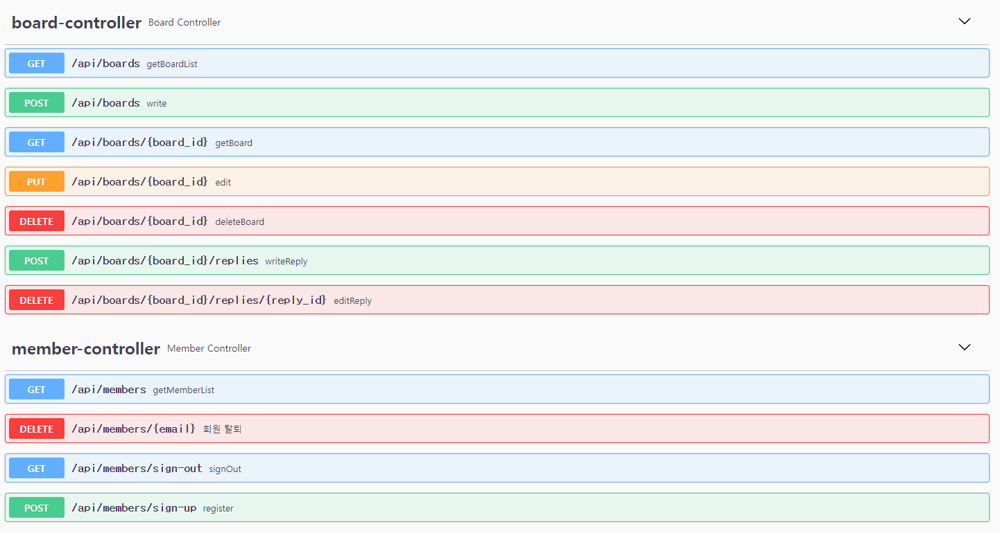 board-controller Board Controller
GET /api/boards getBoardList
POST /api/boards write
GET /api/boards/{board_id} getBoard
PUT /api/boards/{board_id} edit
DELETE /api/boards/{board_id} deleteBoard
POST /api/boards/{board_id}/replies writeReply
DELETE /api/boards/{board_id}/replies/{reply_id} editReply
member-controller Member Controller
GET /api/members getMemberList
DELETE /api/members/{email} 회원 탈퇴
GET /api/members/sign-out signOut
POST /api/members/sign-up register